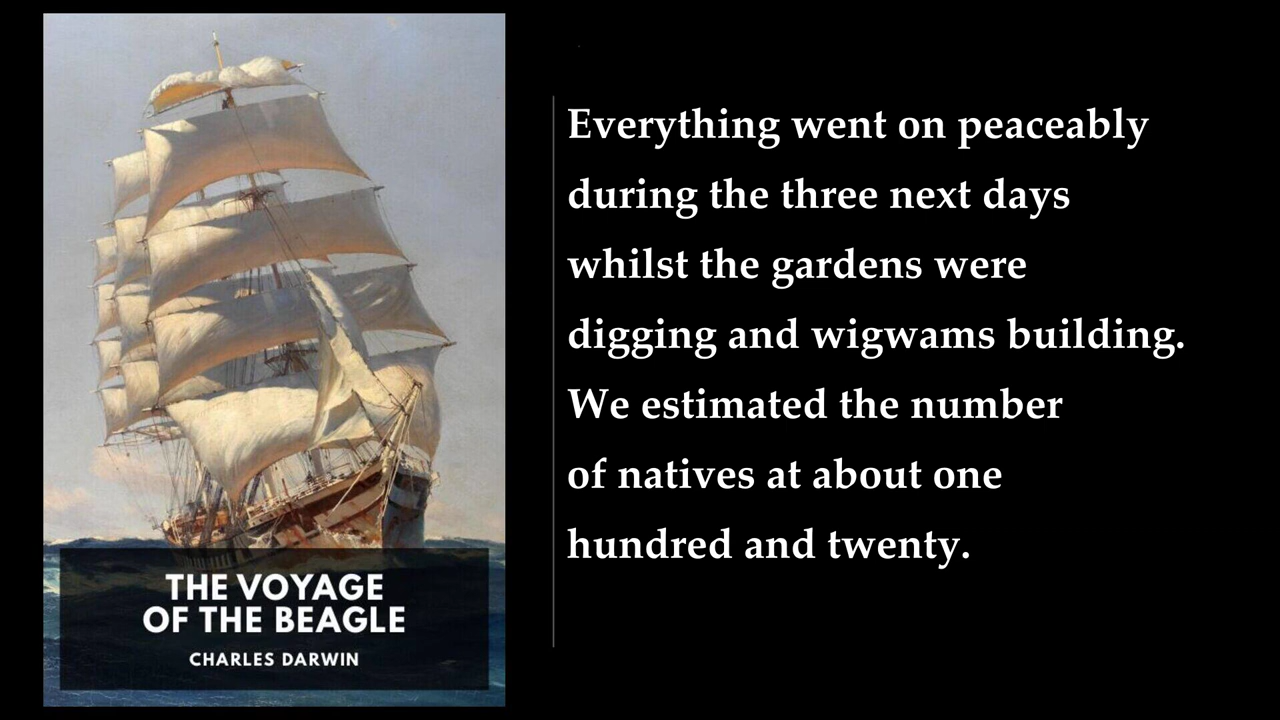 THE VOYAGE
OF THE BEAGLE
CHARLES DARWIN
Everything went on peaceably
during the three next days
whilst the gardens were
digging and wigwams building.
We estimated the number
of natives at about one
hundred and twenty.